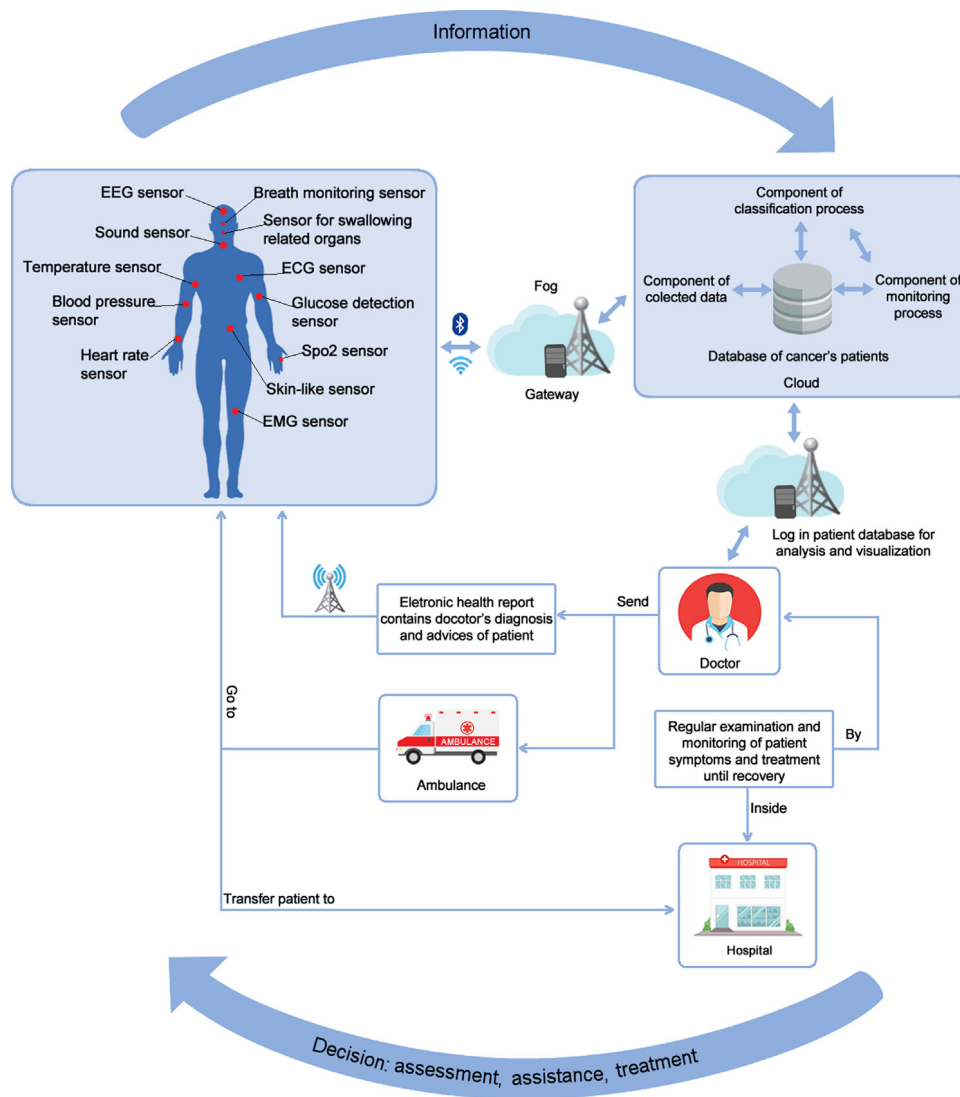 Information
EEG sensor
Breath monitoring sensor
Sensor for swallowing
related organs
Sound sensor
Temperature sensor
ECG sensor
Blood pressure
sensor
Glucose detection
sensor
Heart rate
sensor
Spo2 sensor
Skin-like sensor
EMG sensor
Fog
Gateway
Component of
classification process
Component of
colected data
Component of
monitoring process
Database of cancer's patients
Cloud
Log in patient database for
analysis and visualization
Send
Eletronic health report
contains docotor's diagnosis
and advices of patient
Doctor
Go to
AMBULANCE
Ambulance
Regular examination and
monitoring of patient
symptoms and treatment
until recovery
By
Inside
HOSPITAL
Hospital
Transfer patient to
Decision: assessment, assistance, treatment